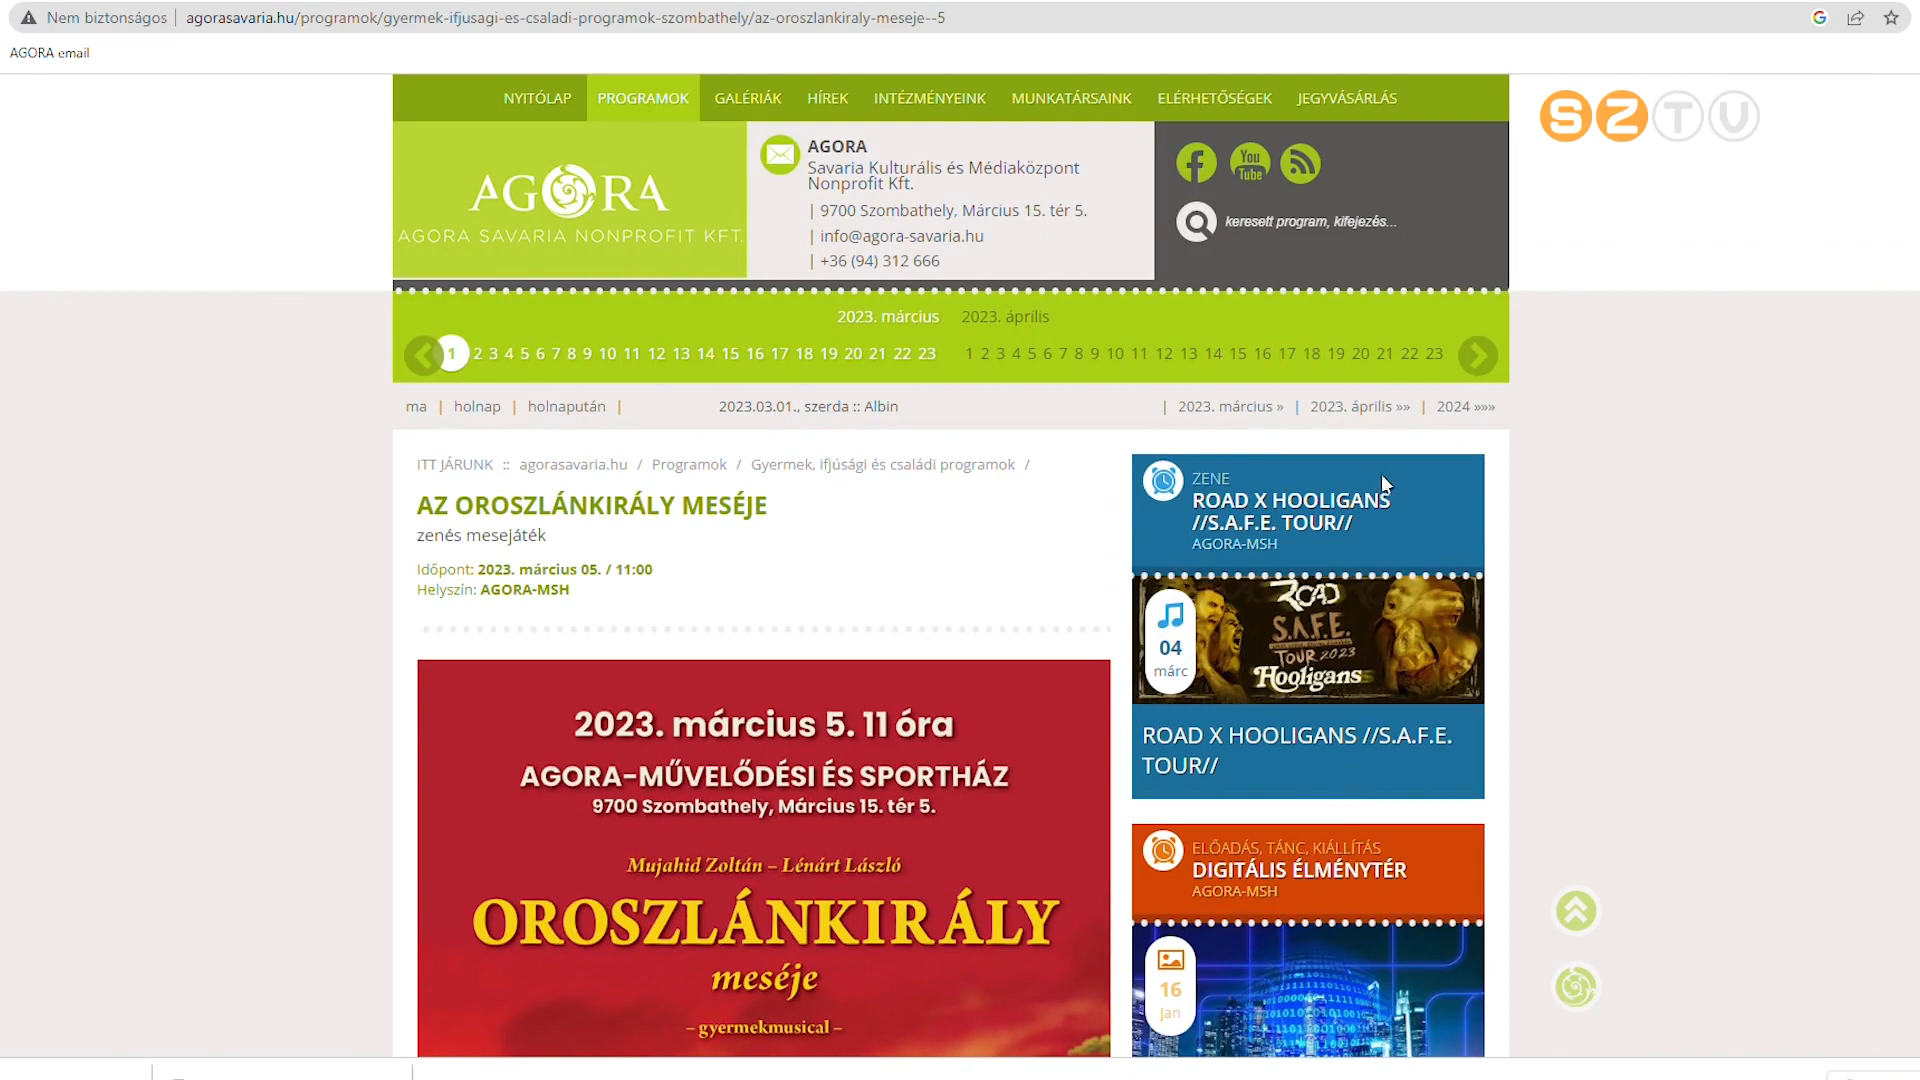 Nem biztonságos
agorasavaria.hu/programok/gyermek-ifjusagi-es-csaladi-programok-szombathely/az-oroszlankiraly-meseje--5
AGORA email
NYITÓLAP PROGRAMOK GALÉRIÁK HÍREK INTÉZMÉNYEINK MUNKATÁRSAINK ELÉRHETŐSÉGEK JEGYVÁSÁRLÁS
SZTU
AGORA
AGORA SAVARIA NONPROFIT KFT.
AGORA
Savaria Kulturális és Médiaközpont
Nonprofit Kft.
| 9700 Szombathely, Március 15. tér 5.
| info@agora-savaria.hu
| +36 (94) 312 666
You
Tube
keresett program, kifejezés...
2023. március 2023. április
1 2 3 4 5 6 7 8 9 10 11 12 13 14 15 16 17 18 19 20 21 22 23 1 2 3 4 5 6 7 8 9 10 11 12 13 14 15 16 17 18 19 20 21 22 23
ma | holnap | holnapután | 2023.03.01., szerda :: Albin | 2023. március » | 2023. április »» | 2024 »»»
ITT JÁRUNK :: agorasavaria.hu / Programok / Gyermek, ifjúsági és családi programok /
AZ OROSZLÁNKIRÁLY MESÉJE
zenés mesejáték
Időpont: 2023. március 05. / 11:00
Helyszín: AGORA-MSH
2023. március 5. 11 óra
AGORA-MŰVELŐDÉSI ÉS SPORTHÁZ
9700 Szombathely, Március 15. tér 5.
Mujahid Zoltán – Lénárt László
OROSZLÁNKIRÁLY
meséje
– gyermekmusical –
ZENE
ROAD X HOOLIGANS
//S.A.F.E. TOUR//
AGORA-MSH
04
márc
ROAD
S.A.F.E.
TOUR 2023
Hooligans
ROAD X HOOLIGANS //S.A.F.E.
TOUR//
ELŐADÁS, TÁNC, KIÁLLÍTÁS
DIGITÁLIS ÉLMÉNYTÉR
AGORA-MSH
16
jan